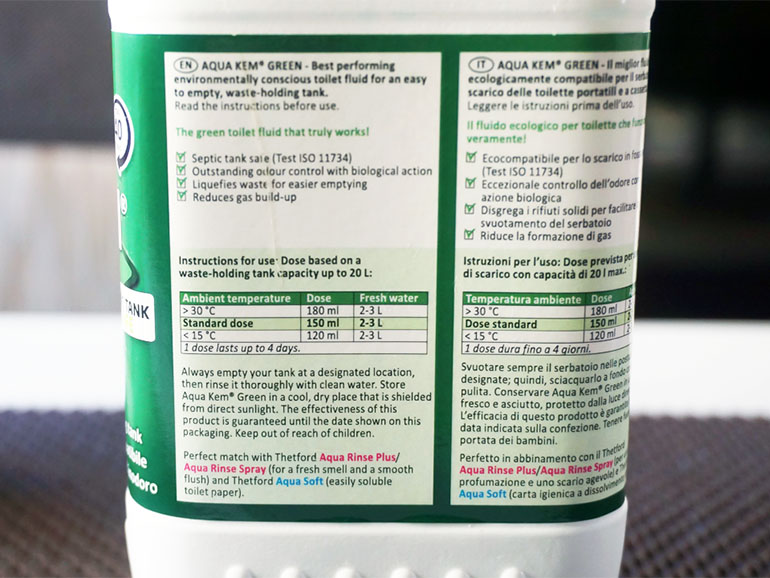 EN AQUA KEM® GREEN - Best performing
environmentally conscious toilet fluid for an easy
to empty, waste-holding tank.
Read the instructions before use.
The green toilet fluid that truly works!
Septic tank safe (Test ISO 11734)
Outstanding odour control with biological action
Liquefies waste for easier emptying
Reduces gas build-up
Instructions for use: Dose based on a
waste-holding tank capacity up to 20 L:
Ambient temperature Dose Fresh water
> 30 °C 180 ml 2-3 L
Standard dose 150 ml 2-3 L
< 15 °C 120 ml 2-3 L
1 dose lasts up to 4 days.
Always empty your tank at a designated location,
then rinse it thoroughly with clean water. Store
Aqua Kem® Green in a cool, dry place that is shielded
from direct sunlight. The effectiveness of this
product is guaranteed until the date shown on this
packaging. Keep out of reach of children.
Perfect match with Thetford Aqua Rinse Plus/
Aqua Rinse Spray (for a fresh smell and a smooth
flush) and Thetford Aqua Soft (easily soluble
toilet paper).
IT AQUA KEM® GREEN - Il miglior
ecologicamente compatibile per il
scarico delle toilette portatili e a
Leggere le istruzioni prima dell'uso.
Il fluido ecologico per toilette che
veramente!
Ecocompatibile per lo scarico in
(Test ISO 11734)
Eccezionale controllo dell'odore
azione biologica
Disgrega i rifiuti solidi per facilitare
svuotamento del serbatoio
Riduce la formazione di gas
Istruzioni per l'uso: Dose prevista per
di scarico con capacità di 20 l max.:
Temperatura ambiente Dose
> 30 °C 180 ml
Dose standard 150 ml
< 15 °C 120 ml
1 dose dura fino a 4 giorni.
Svuotare sempre il serbatoio nelle
designate; quindi, sciacquarlo a fondo
pulita. Conservare Aqua Kem® Green in
fresco e asciutto, protetto dalla luce
L'efficacia di questo prodotto è
data indicata sulla confezione. Tenere
portata dei bambini.
Perfetto in abbinamento con il Thetford
Aqua Rinse Plus/Aqua Rinse Spray
profumazione e uno scarico agevole) e
Aqua Soft (carta igienica a
TANK